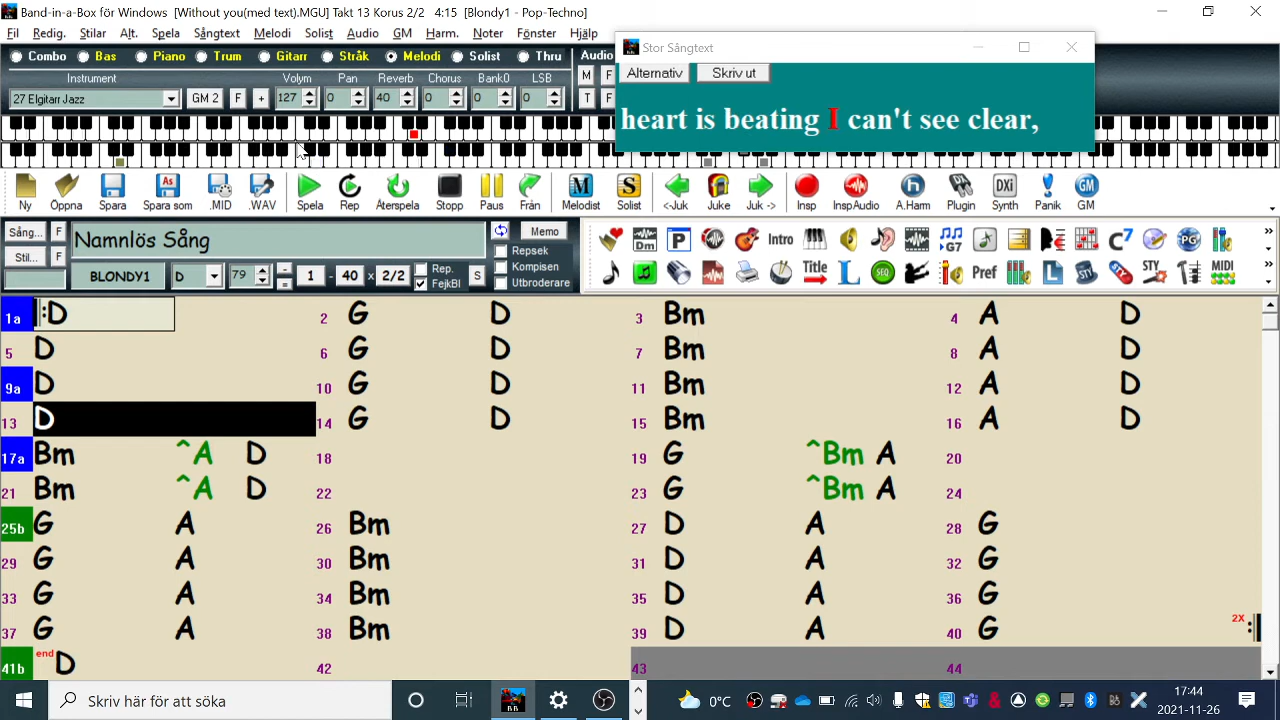 Band-in-a-Box för Windows [Without you(med text).MGU] Takt 13 Korus 2/2 4:15 [Blondy1 - Pop-Techno]
Fil Redig. Stilar Alt. Spela Sångtext Melodi Solist Audio GM Harm. Noter Fönster Hjälp
Stor Sångtext
Combo Bas Piano Trum Gitarr Stråk Melodi Solist Thru Audio
Alternativ Skriv ut
Instrument Volym Pan Reverb Chorus Bank0 LSB M F
27 Elgitarr Jazz GM 2 F + 127 0 40 0 0 0 T F
heart is beating I can't see clear,
Ny Öppna Spara Spara som .MID .WAV Spela Rep Återspela Stopp Paus Från Melodist Solist <-Juk Juke Juk -> Insp InspAudio A.Harm Plugin Synth Panik GM
Sång... F Namnlös Sång Memo
Repsek
Stil... F Kompisen
BLONDY1 D 79 1 - 40 x 2/2 Rep. FejkBl S Utbroderare
Dm P Intro G7 C7 PG
Title L SEQ Pref L STY STY MIDI
1a D 2 G D 3 Bm 4 A D
5 D 6 G D 7 Bm 8 A D
9a D 10 G D 11 Bm 12 A D
13 D 14 G D 15 Bm 16 A D
17a Bm ^A D 18 19 G ^Bm A 20
21 Bm ^A D 22 23 G ^Bm A 24
25b G A 26 Bm 27 D A 28 G
29 G A 30 Bm 31 D A 32 G
33 G A 34 Bm 35 D A 36 G
37 G A 38 Bm 39 D A 40 G 2X
41b end D 42 43 44
Skriv här för att söka
0°C
17:44
2021-11-26